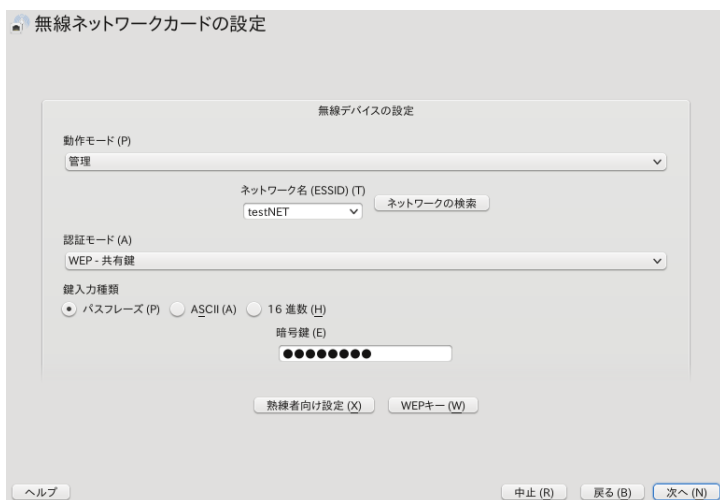 無線ネットワークカードの設定
無線デバイスの設定
動作モード (P)
管理
ネットワーク名 (ESSID) (T)
testNET
ネットワークの検索
認証モード (A)
WEP - 共有鍵
鍵入力種類
パスフレーズ (P) ASCII (A) 16 進数 (H)
暗号鍵 (E)
●●●●●●●●
熟練者向け設定 (X) WEPキー (W)
ヘルプ 中止 (R) 戻る (B) 次へ (N)